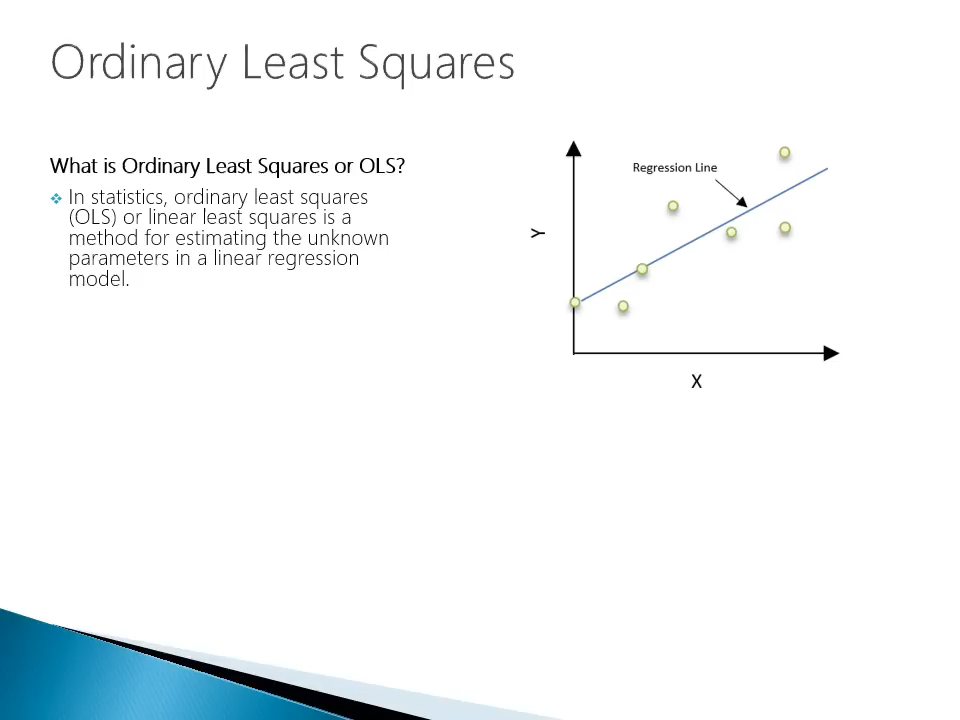 Ordinary Least Squares
What is Ordinary Least Squares or OLS?
In statistics, ordinary least squares
(OLS) or linear least squares is a
method for estimating the unknown
parameters in a linear regression
model.
Regression Line
Y
X